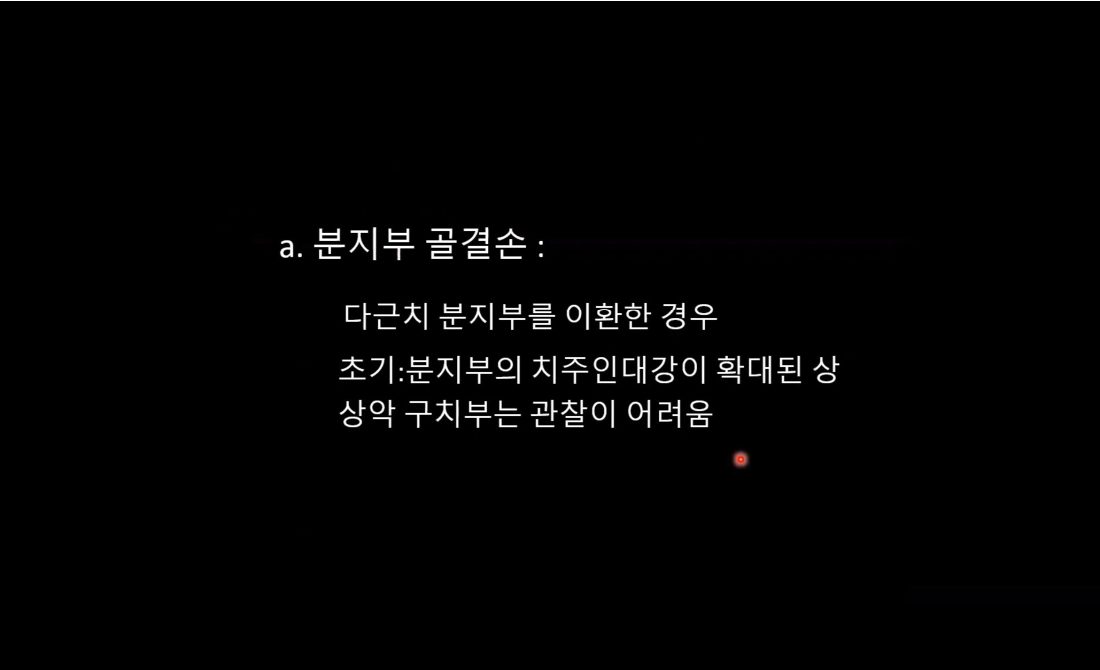 a. 분지부 골결손 :
다근치 분지부를 이환한 경우
초기:분지부의 치주인대강이 확대된 상
상악 구치부는 관찰이 어려움